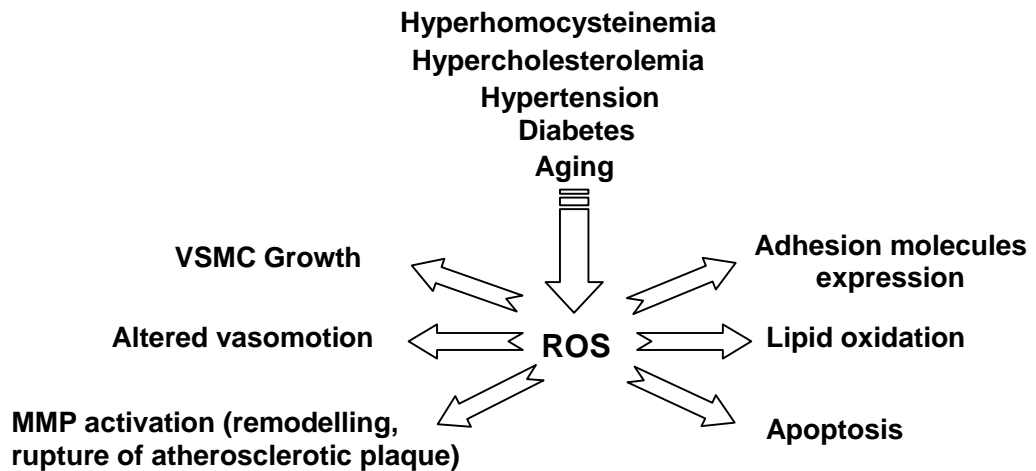 Hyperhomocysteinemia
Hypercholesterolemia
Hypertension
Diabetes
Aging
VSMC Growth
Adhesion molecules
expression
Altered vasomotion
ROS
Lipid oxidation
MMP activation (remodelling,
rupture of atherosclerotic plaque)
Apoptosis